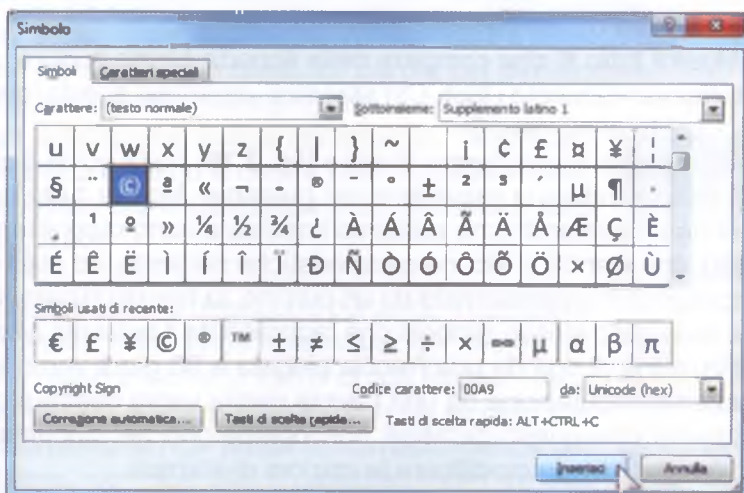 Simbolo
Simboli Caratteri speciali
Carattere: (testo normale) Sottoinsieme: Supplemento latino 1
u v w x y z { | } ~ ¡ ¢ £ ¤ ¥ ¦
§ ¨ © ª « ¬ - ® ¯ ° ± ² ³ ´ µ ¶ ·
¸ ¹ º » ¼ ½ ¾ ¿ À Á Â Ã Ä Å Æ Ç È
É Ê Ë Ì Í Î Ï Ð Ñ Ò Ó Ô Õ Ö × Ø Ù
Simboli usati di recente:
€ £ ¥ © ® ™ ± ≠ ≤ ≥ ÷ × ∞ µ α β π
Copyright Sign Codice carattere: 00A9 da: Unicode (hex)
Correzione automatica... Tasti di scelta rapida... Tasti di scelta rapida: ALT+CTRL+C
Inserisci Annulla